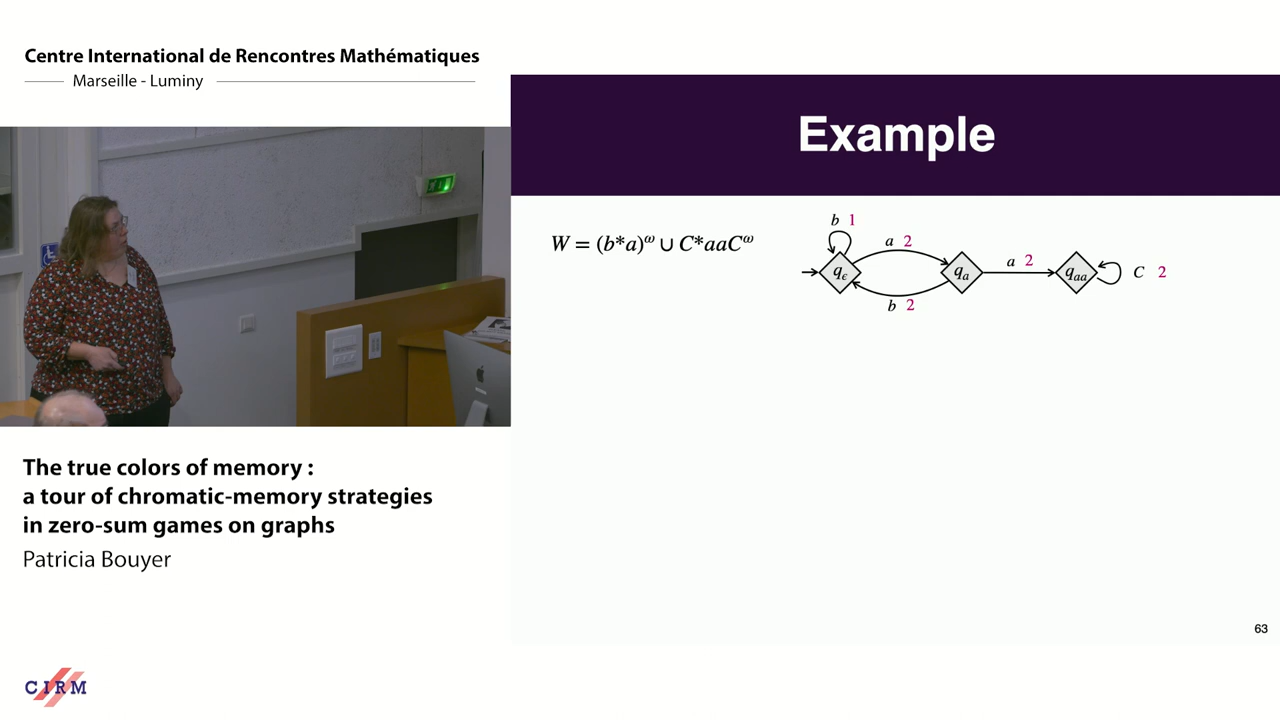 Centre International de Rencontres Mathématiques
Marseille - Luminy
Example
W = (b*a)^ω ∪ C*aaC^ω
b 1
a 2
q_ϵ
q_a
a 2
q_aa
C 2
b 2
The true colors of memory :
a tour of chromatic-memory strategies
in zero-sum games on graphs
Patricia Bouyer
63
CIRM